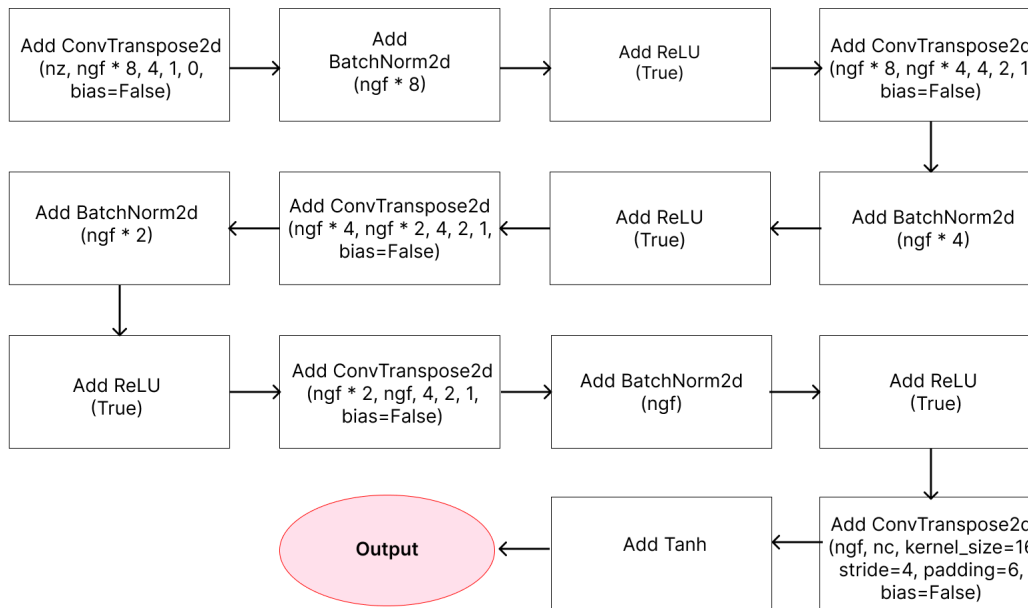 Add ConvTranspose2d
(nz, ngf * 8, 4, 1, 0,
bias=False)
Add
BatchNorm2d
(ngf * 8)
Add ReLU
(True)
Add ConvTranspose2d
(ngf * 8, ngf * 4, 4, 2, 1
bias=False)
Add BatchNorm2d
(ngf * 4)
Add ReLU
(True)
Add ConvTranspose2d
(ngf * 4, ngf * 2, 4, 2, 1,
bias=False)
Add BatchNorm2d
(ngf * 2)
Add ReLU
(True)
Add ConvTranspose2d
(ngf * 2, ngf, 4, 2, 1,
bias=False)
Add BatchNorm2d
(ngf)
Add ReLU
(True)
Add ConvTranspose2d
(ngf, nc, kernel_size=16
stride=4, padding=6,
bias=False)
Add Tanh
Output